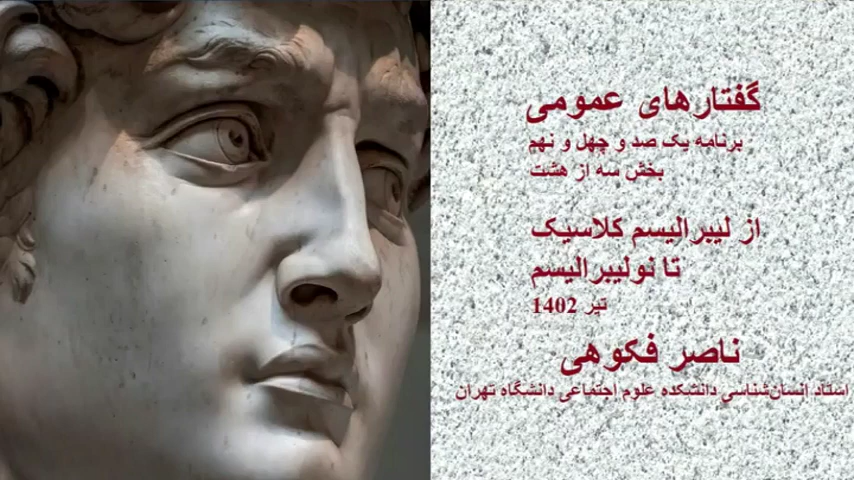 گفتارهای عمومی
برنامه یک صد و چهل و نهم
بخش سه از هشت
از لیبرالیسم کلاسیک
تا نولیبرالیسم
تیر 1402
ناصر فکوهی
استاد انسان‌شناسی دانشکده علوم اجتماعی دانشگاه تهران